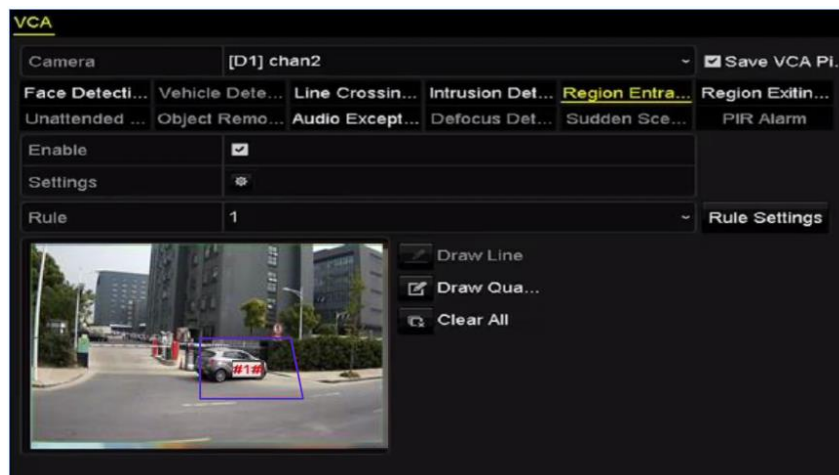 VCA
Camera [D1] chan2 Save VCA Pi.
Face Detecti... Vehicle Dete... Line Crossin... Intrusion Det... Region Entra... Region Exitin...
Unattended ... Object Remo... Audio Except... Defocus Det... Sudden Sce... PIR Alarm
Enable
Settings
Rule 1 Rule Settings
Draw Line
Draw Qua...
Clear All
#1#